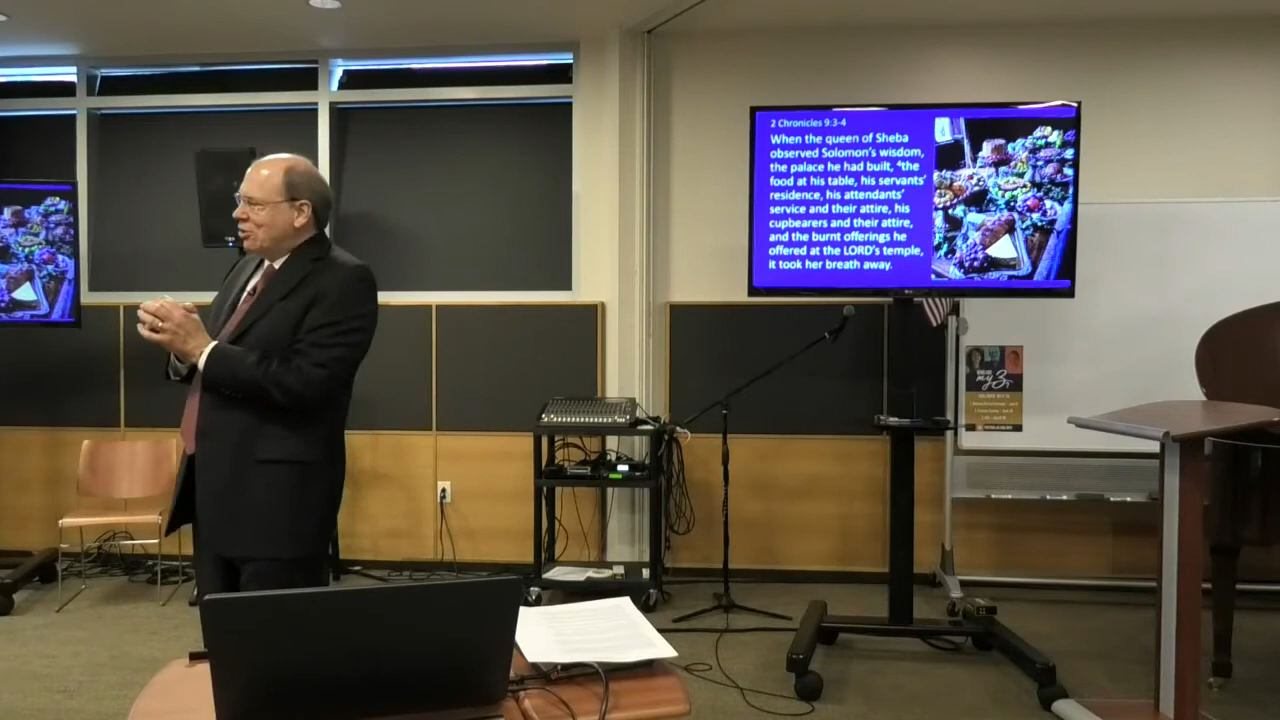 2 Chronicles 9:3-4
When the queen of Sheba
observed Solomon's wisdom,
the palace he had built, ⁴the
food at his table, his servants'
residence, his attendants'
service and their attire, his
cupbearers and their attire,
and the burnt offerings he
offered at the LORD's temple,
it took her breath away.
my 3